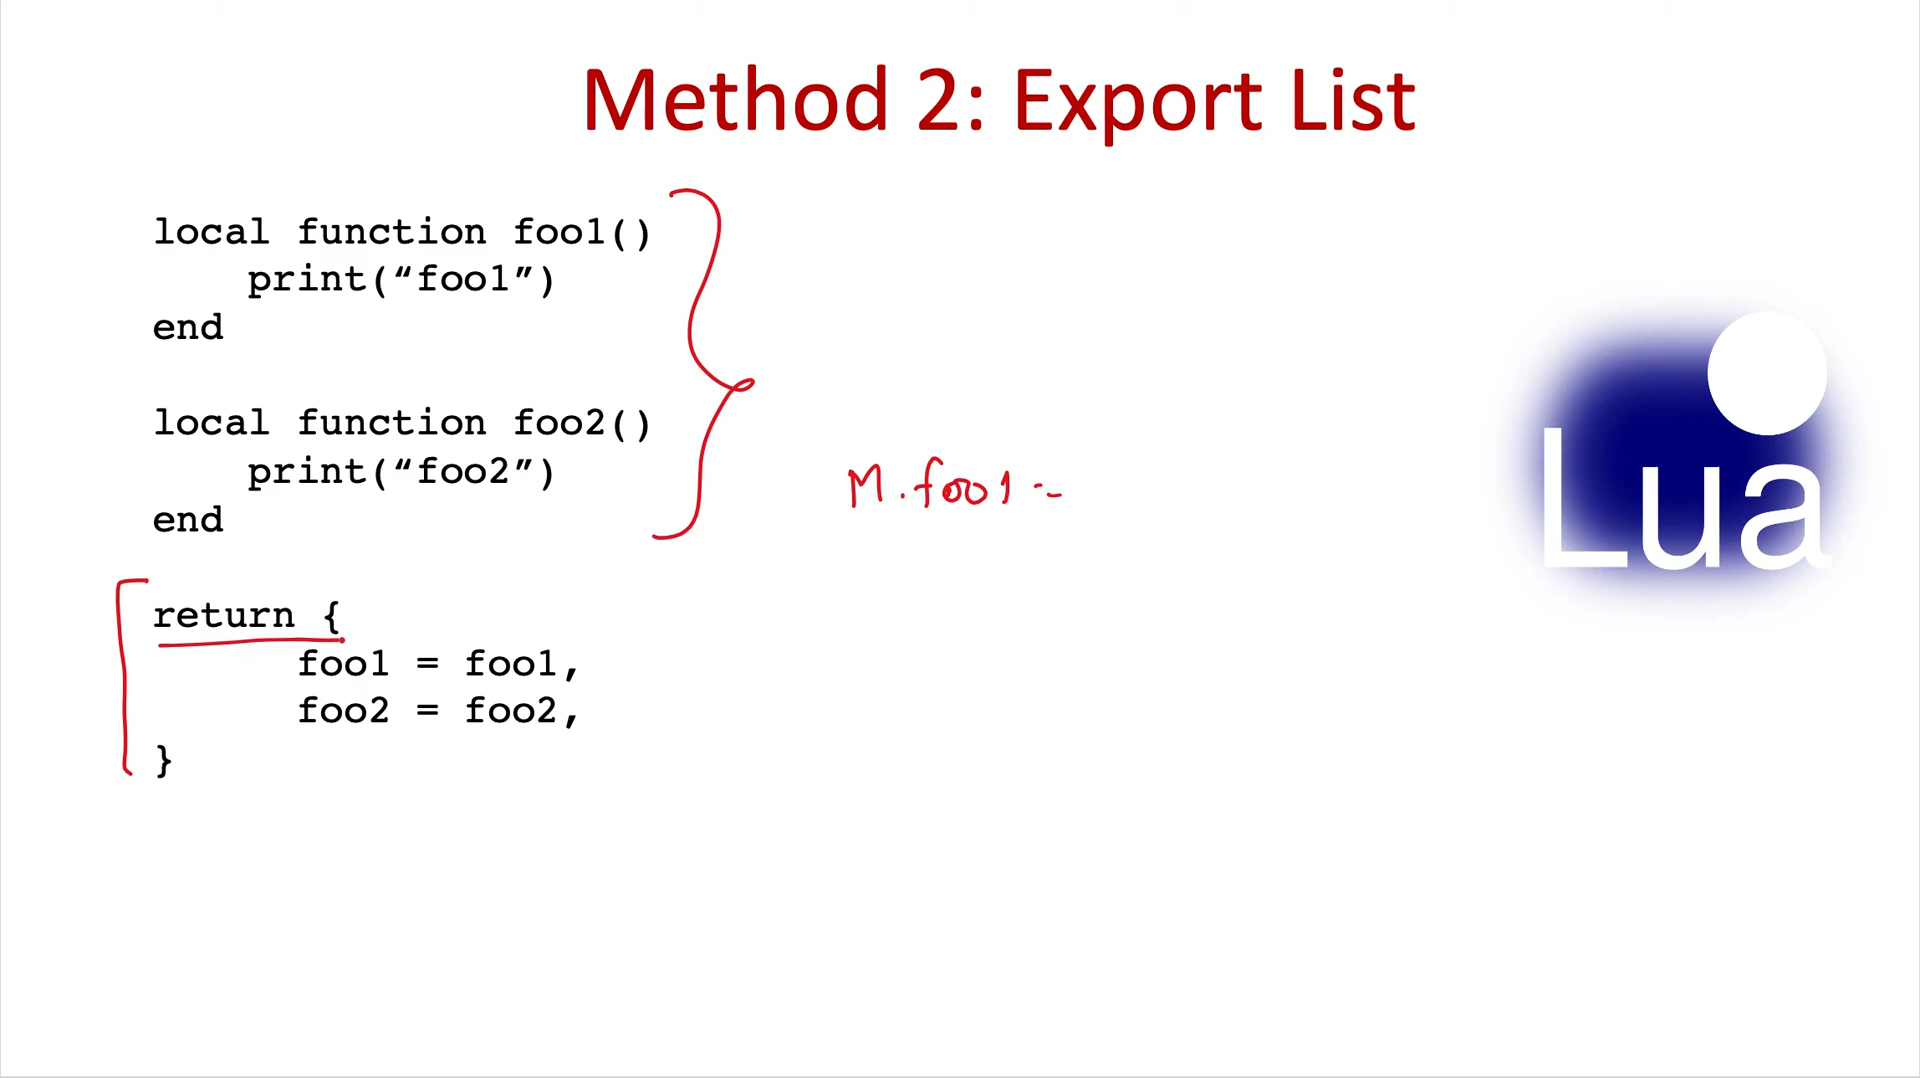 Method 2: Export List
local function foo1()
print(“foo1”)
end
local function foo2()
print(“foo2”)
end
M.foo1 =
return {
foo1 = foo1,
foo2 = foo2,
}
Lua